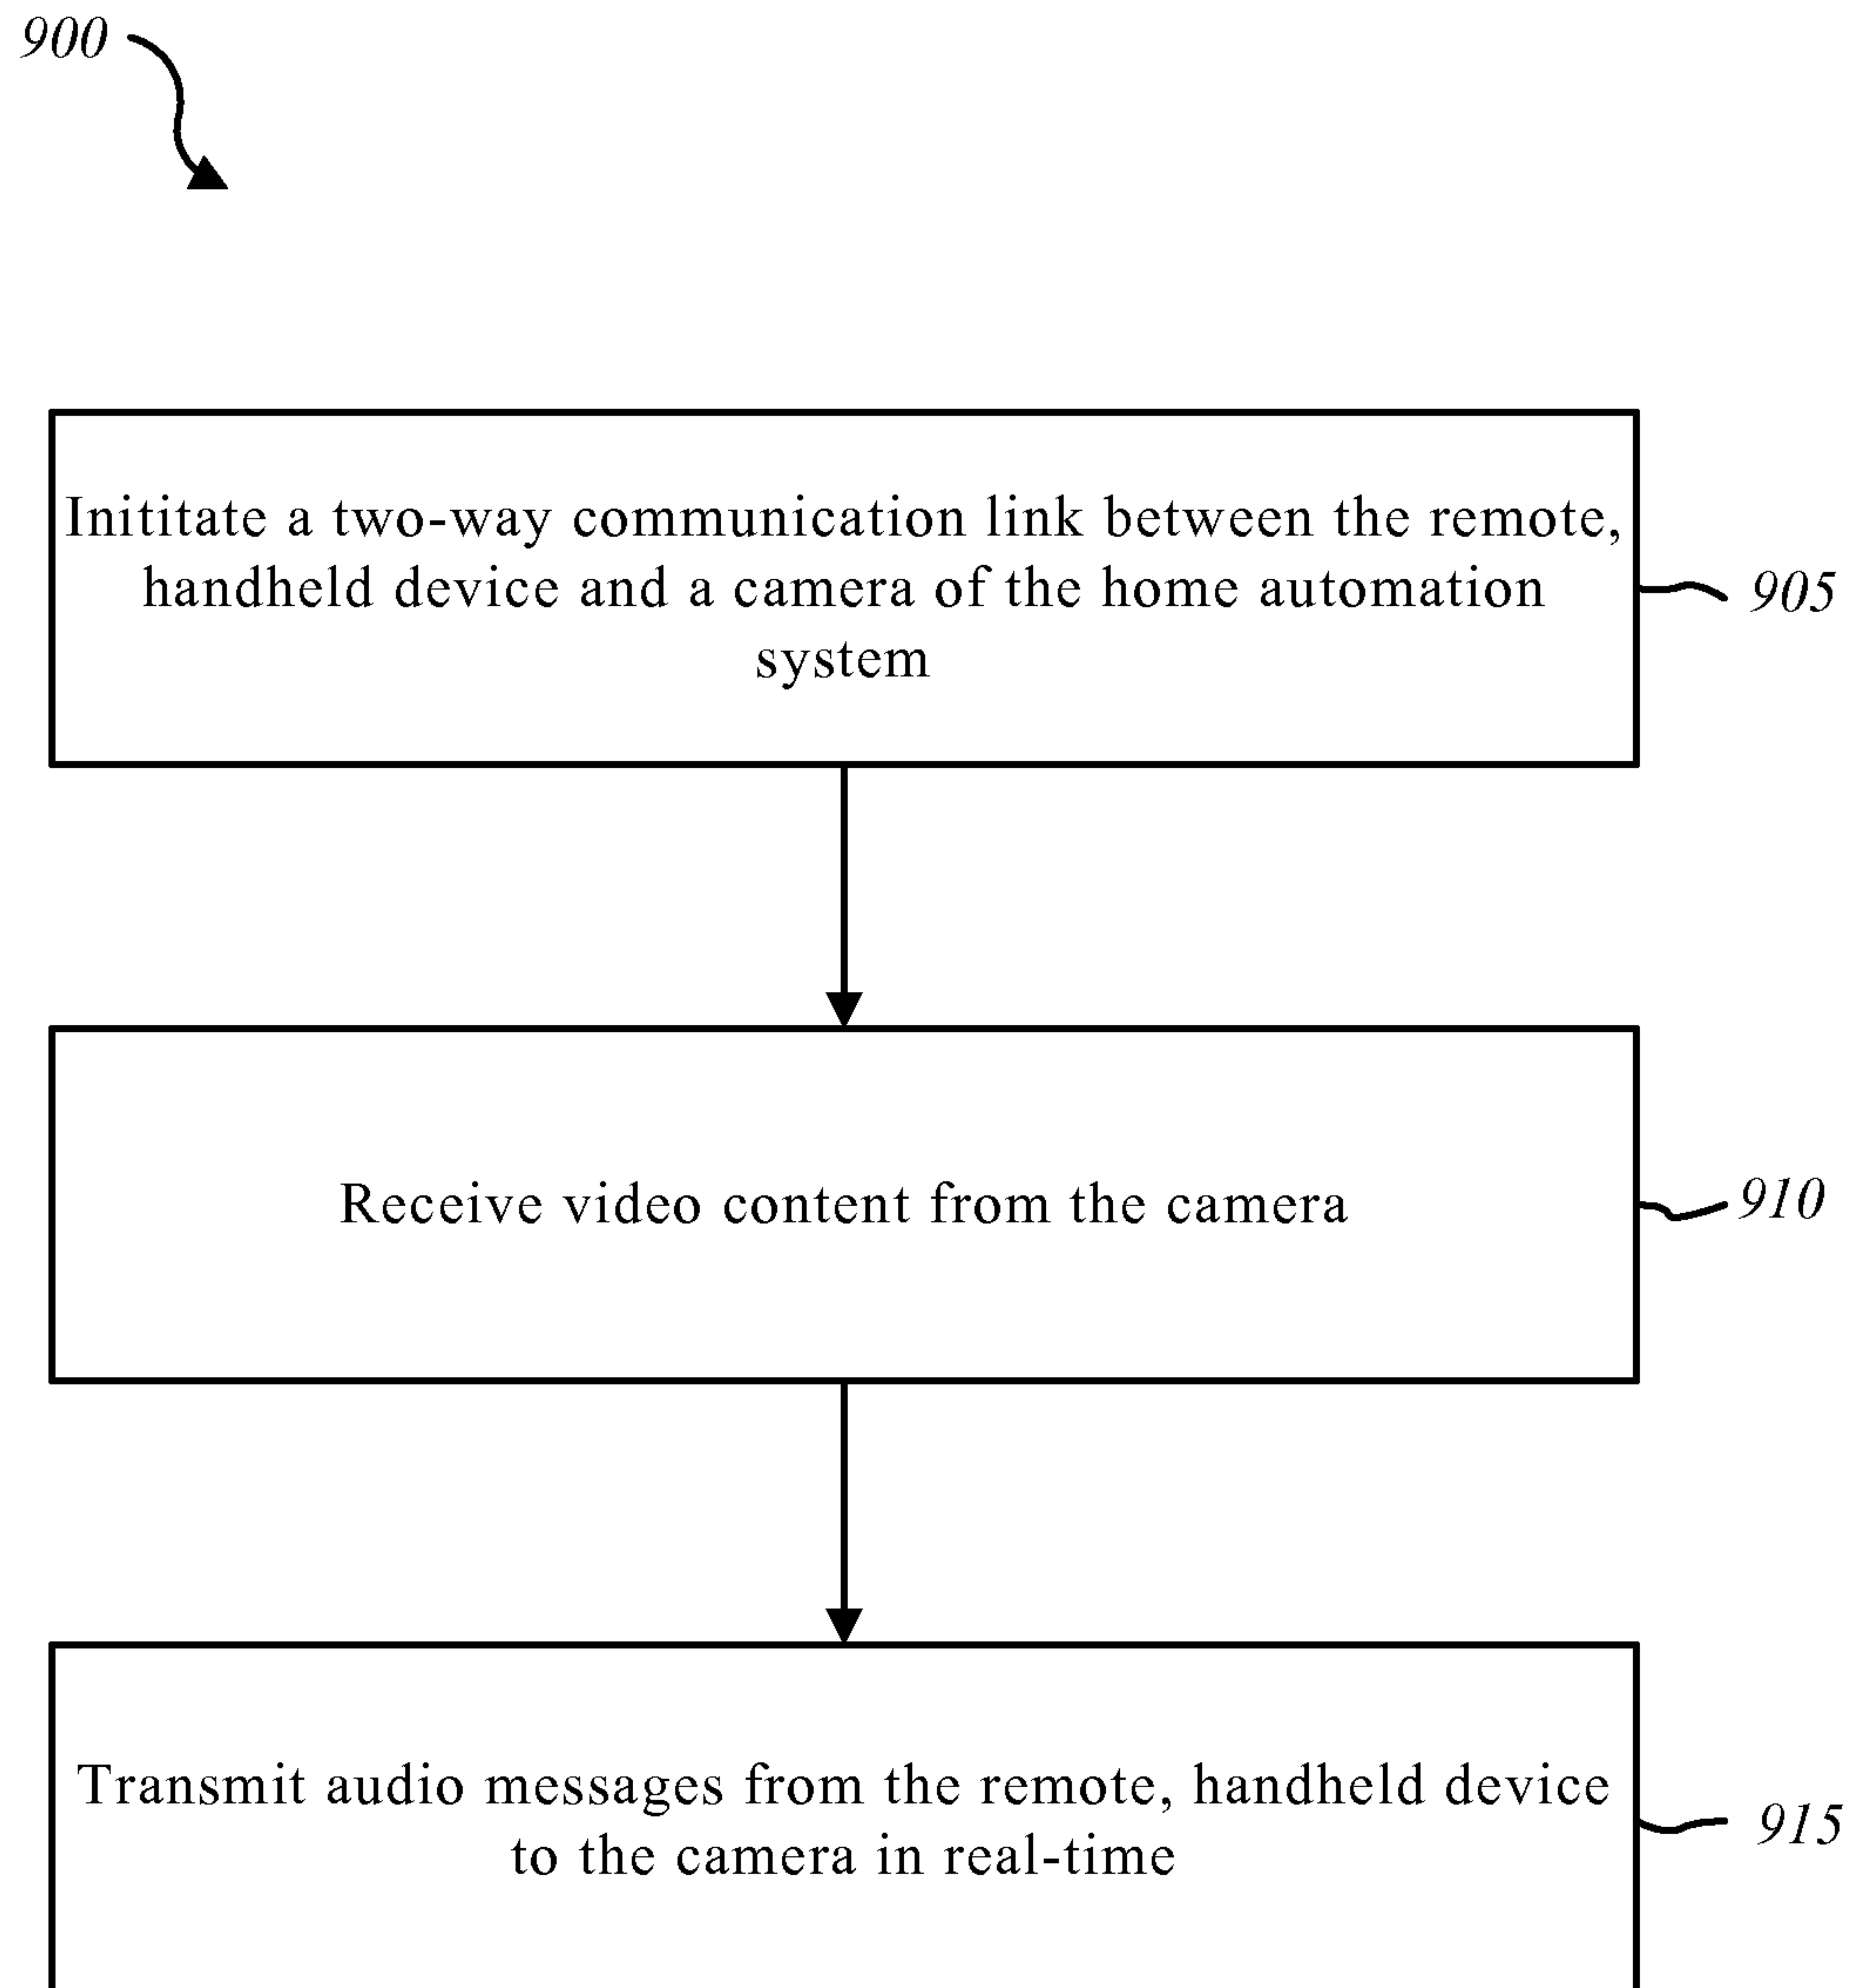 900
Inititate a two-way communication link between the remote,
handheld device and a camera of the home automation
system
905
Receive video content from the camera
910
Transmit audio messages from the remote, handheld device
to the camera in real-time
915